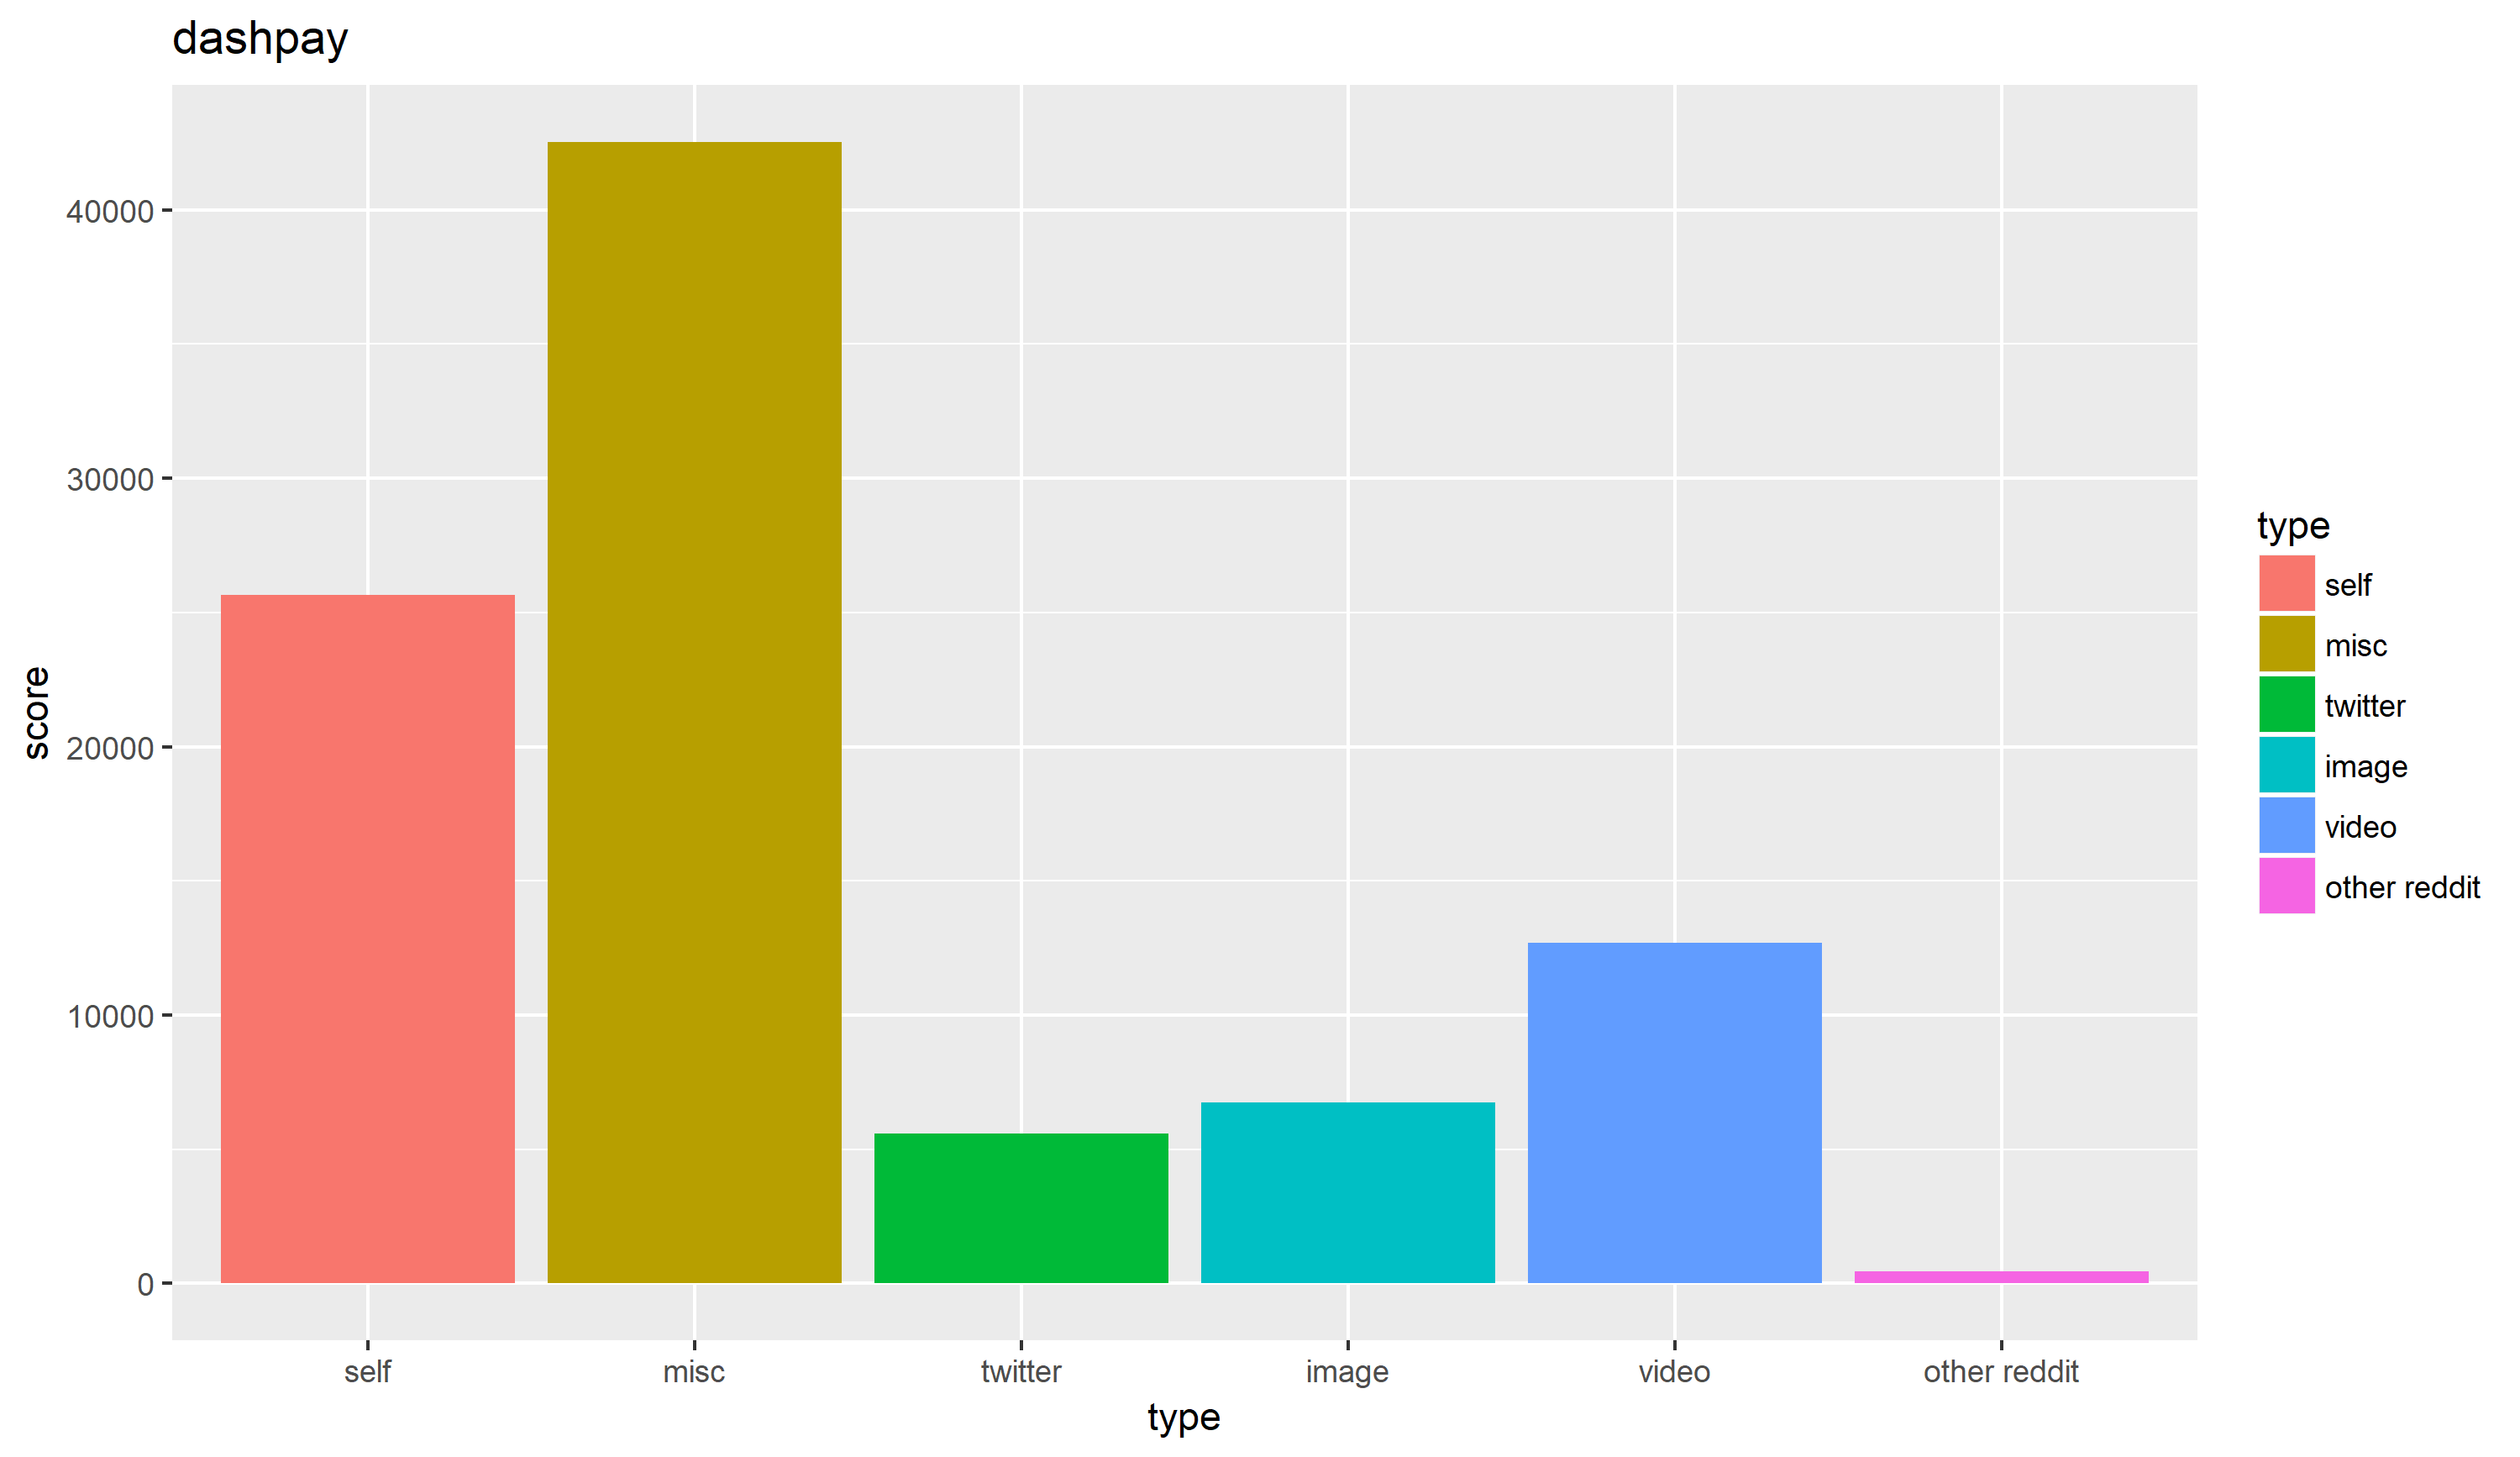 dashpay
score
40000
30000
20000
10000
0
self
misc
twitter
image
video
other reddit
type
type
self
misc
twitter
image
video
other reddit